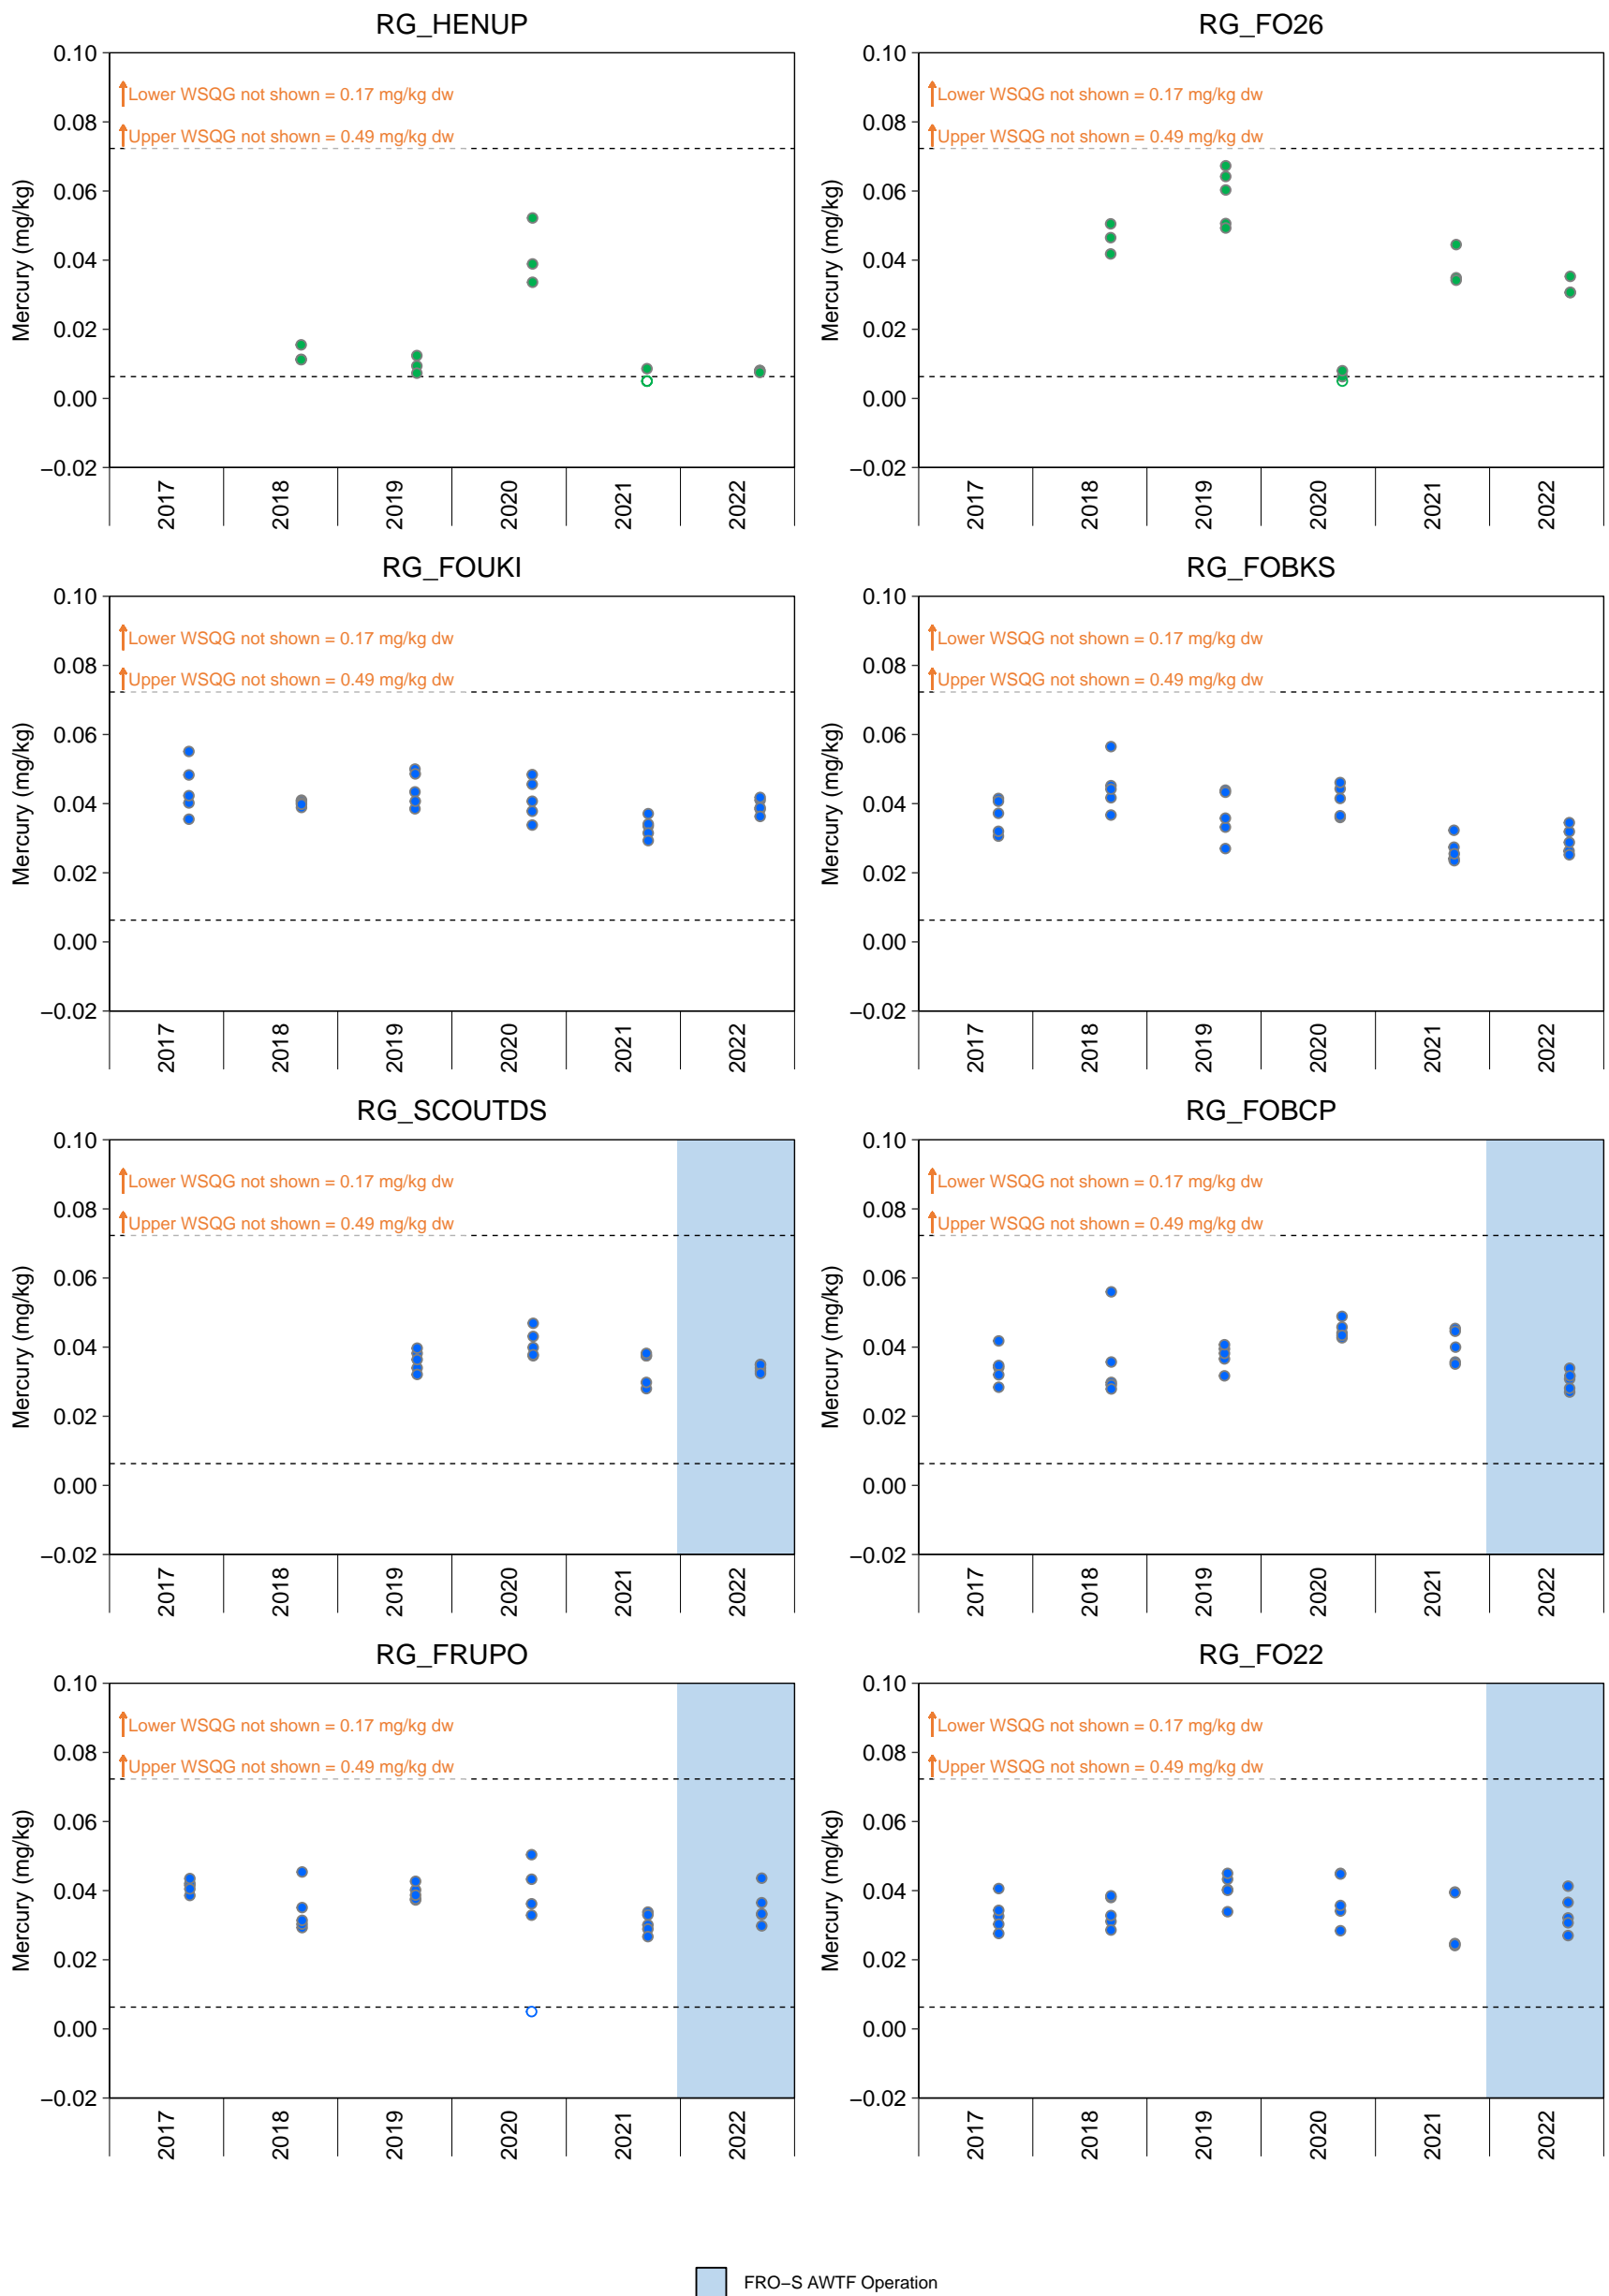 RG_HENUP
Mercury (mg/kg)
0.10
0.08
0.06
0.04
0.02
0.00
−0.02
Lower WSQG not shown = 0.17 mg/kg dw
Upper WSQG not shown = 0.49 mg/kg dw
2017 2018 2019 2020 2021 2022
RG_FO26
Mercury (mg/kg)
0.10
0.08
0.06
0.04
0.02
0.00
−0.02
Lower WSQG not shown = 0.17 mg/kg dw
Upper WSQG not shown = 0.49 mg/kg dw
2017 2018 2019 2020 2021 2022
RG_FOUKI
Mercury (mg/kg)
0.10
0.08
0.06
0.04
0.02
0.00
−0.02
Lower WSQG not shown = 0.17 mg/kg dw
Upper WSQG not shown = 0.49 mg/kg dw
2017 2018 2019 2020 2021 2022
RG_FOBKS
Mercury (mg/kg)
0.10
0.08
0.06
0.04
0.02
0.00
−0.02
Lower WSQG not shown = 0.17 mg/kg dw
Upper WSQG not shown = 0.49 mg/kg dw
2017 2018 2019 2020 2021 2022
RG_SCOUTDS
Mercury (mg/kg)
0.10
0.08
0.06
0.04
0.02
0.00
−0.02
Lower WSQG not shown = 0.17 mg/kg dw
Upper WSQG not shown = 0.49 mg/kg dw
2017 2018 2019 2020 2021 2022
RG_FOBCP
Mercury (mg/kg)
0.10
0.08
0.06
0.04
0.02
0.00
−0.02
Lower WSQG not shown = 0.17 mg/kg dw
Upper WSQG not shown = 0.49 mg/kg dw
2017 2018 2019 2020 2021 2022
RG_FRUPO
Mercury (mg/kg)
0.10
0.08
0.06
0.04
0.02
0.00
−0.02
Lower WSQG not shown = 0.17 mg/kg dw
Upper WSQG not shown = 0.49 mg/kg dw
2017 2018 2019 2020 2021 2022
RG_FO22
Mercury (mg/kg)
0.10
0.08
0.06
0.04
0.02
0.00
−0.02
Lower WSQG not shown = 0.17 mg/kg dw
Upper WSQG not shown = 0.49 mg/kg dw
2017 2018 2019 2020 2021 2022
FRO−S AWTF Operation